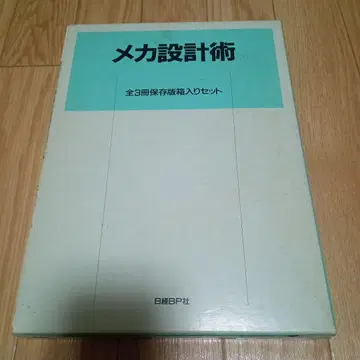 メカ設計術
全3冊保存版箱入りセット
日経BP社